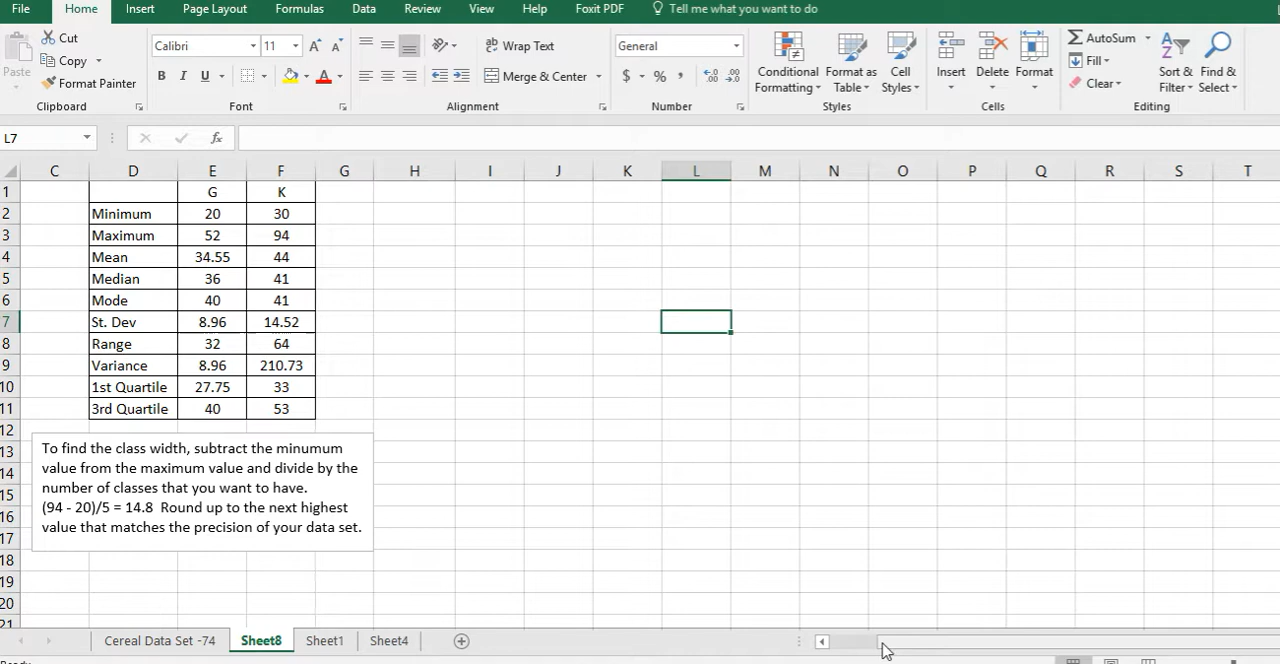 File Home Insert Page Layout Formulas Data Review View Help Foxit PDF Tell me what you want to do
Paste Cut Copy Format Painter Clipboard
Calibri 11 A A B I U A Font
ab Wrap Text Merge & Center Alignment
General $ % , .00 Number
Conditional Formatting Format as Table Cell Styles Styles
Insert Delete Format Cells
AutoSum Fill Clear Sort & Filter Find & Select Editing
L7 fx
C D E F G H I J K L M N O P Q R S T
1 G K
2 Minimum 20 30
3 Maximum 52 94
4 Mean 34.55 44
5 Median 36 41
6 Mode 40 41
7 St. Dev 8.96 14.52
8 Range 32 64
9 Variance 8.96 210.73
10 1st Quartile 27.75 33
11 3rd Quartile 40 53
12
13
14
15
16
17
18
19
20
21
To find the class width, subtract the minumum
value from the maximum value and divide by the
number of classes that you want to have.
(94 - 20)/5 = 14.8 Round up to the next highest
value that matches the precision of your data set.
Cereal Data Set -74 Sheet8 Sheet1 Sheet4